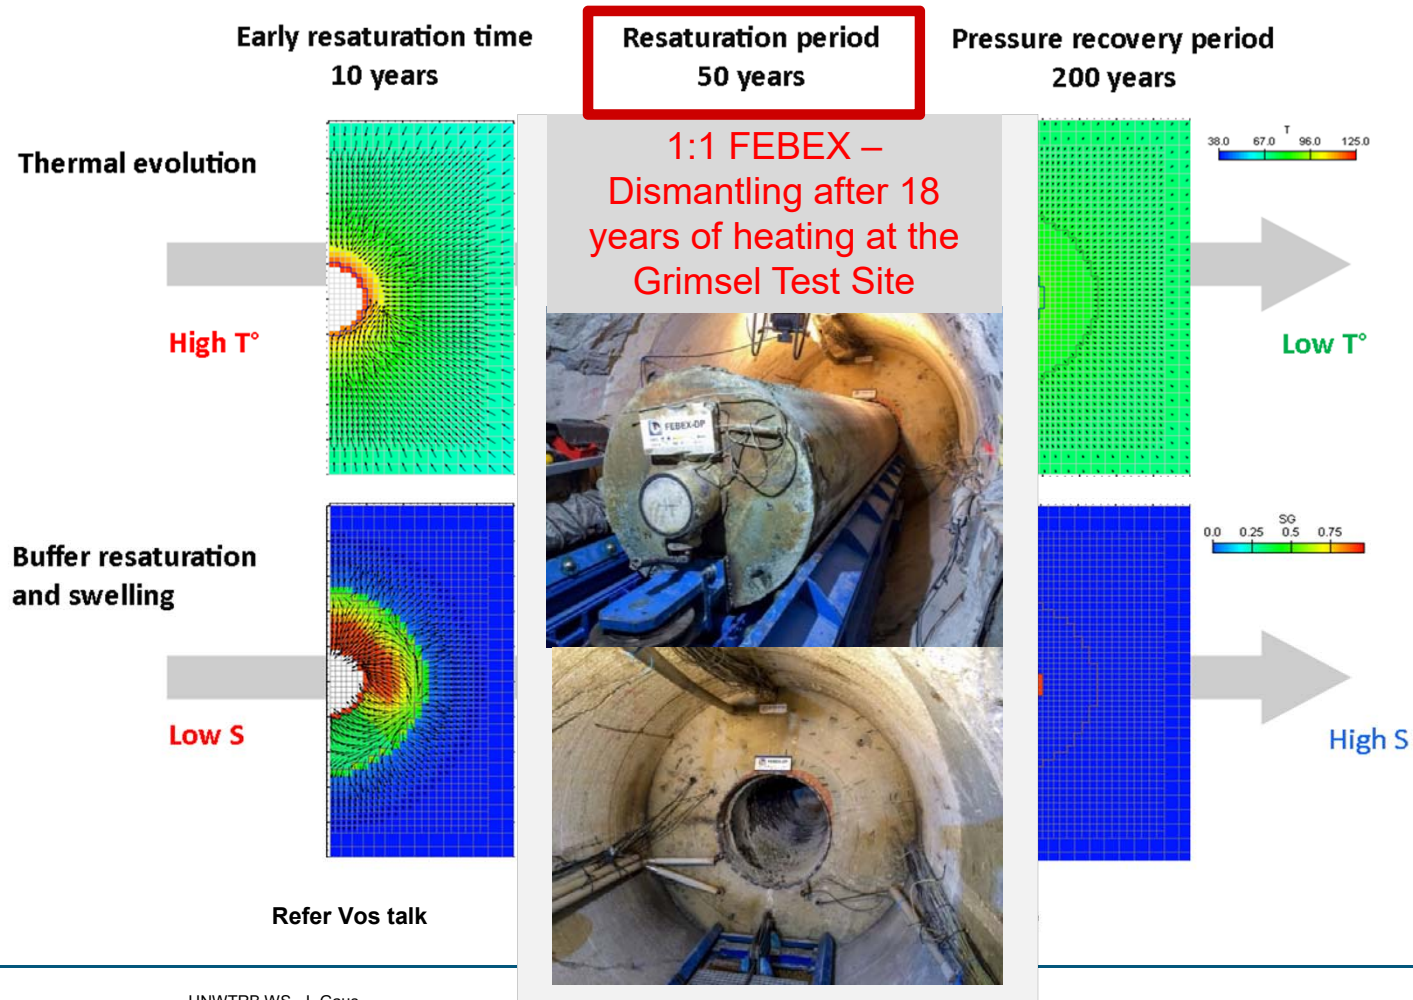 Early resaturation time
10 years
Resaturation period
50 years
Pressure recovery period
200 years
Thermal evolution
1:1 FEBEX –
Dismantling after 18
years of heating at the
Grimsel Test Site
T
38.0 67.0 96.0 125.0
High T°
Low T°
FEBEX-DP
Buffer resaturation
and swelling
SG
0.0 0.25 0.5 0.75
Low S
High S
FEBEX-DP
Refer Vos talk